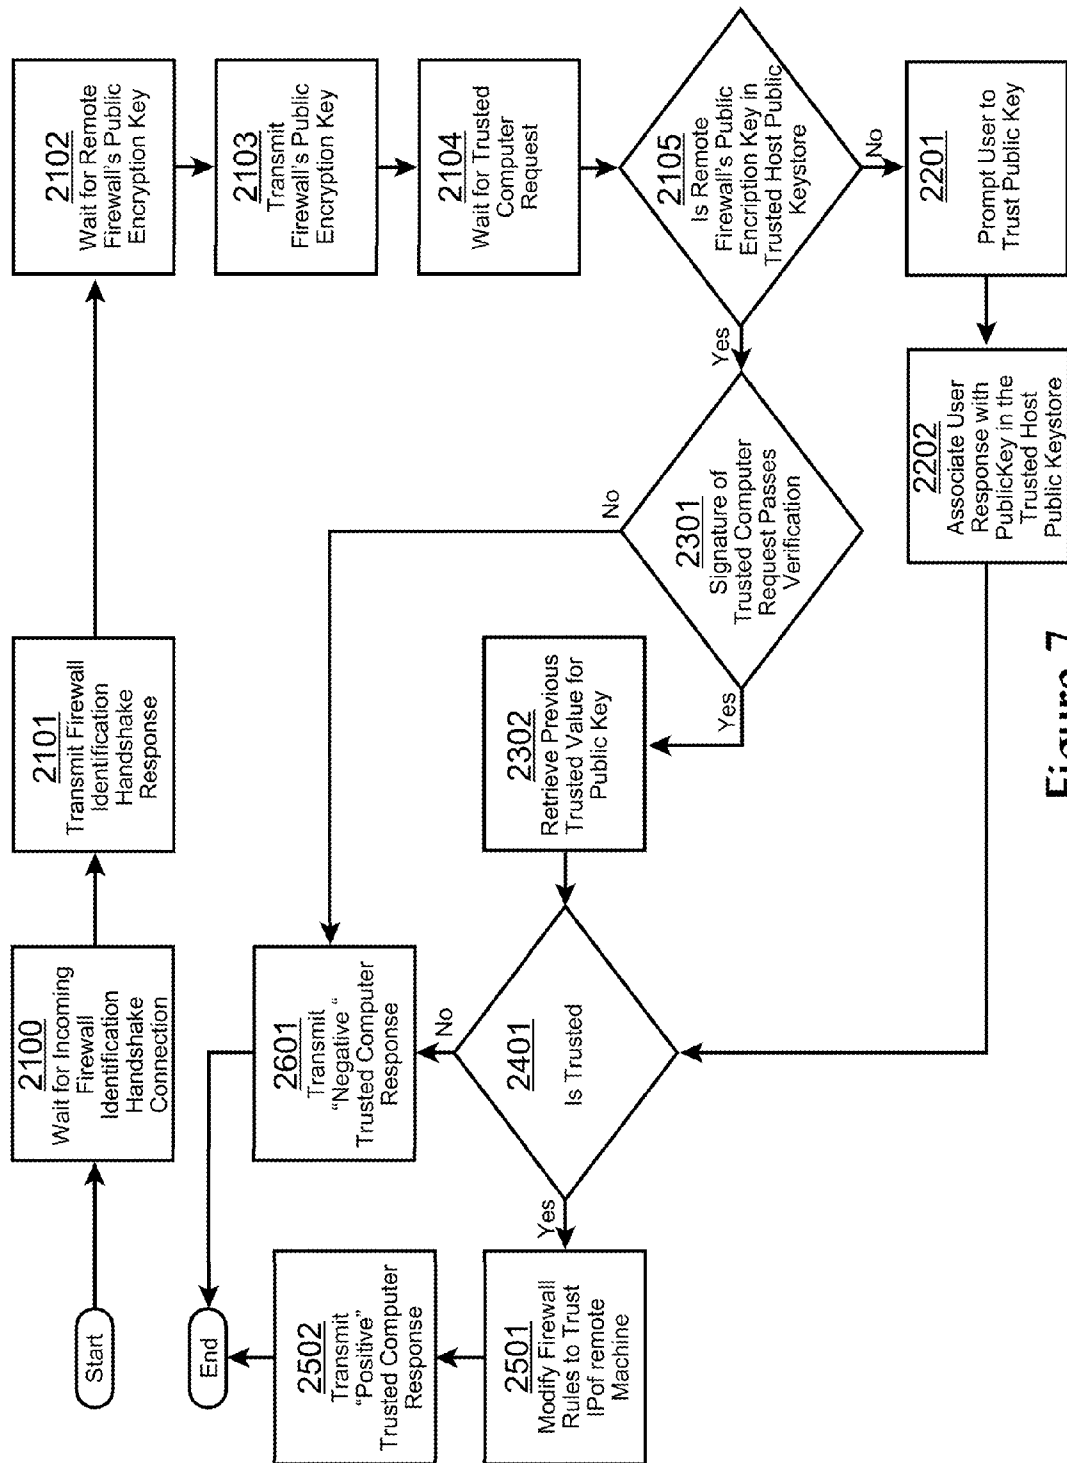 Start
2100
Wait for Incoming
Firewall
Identification
Handshake
Connection
2101
Transmit Firewall
Identification
Handshake
Response
2102
Wait for Remote
Firewall's Public
Encryption Key
2103
Transmit
Firewall's Public
Encryption Key
2104
Wait for Trusted
Computer
Request
2105
Is Remote
Firewall's Public
Encription Key in
Trusted Host Public
Keystore
No
Yes
2201
Prompt User to
Trust Public Key
2202
Associate User
Response with
PublicKey in the
Trusted Host
Public Keystore
2301
Signature of
Trusted Computer
Request Passes
Verification
No
Yes
2302
Retrieve Previous
Trusted Value for
Public Key
2401
Is Trusted
No
Yes
2601
Transmit
“Negative “
Trusted Computer
Response
2501
Modify Firewall
Rules to Trust
IPof remote
Machine
2502
Transmit
“Positive”
Trusted Computer
Response
End
Figure 7